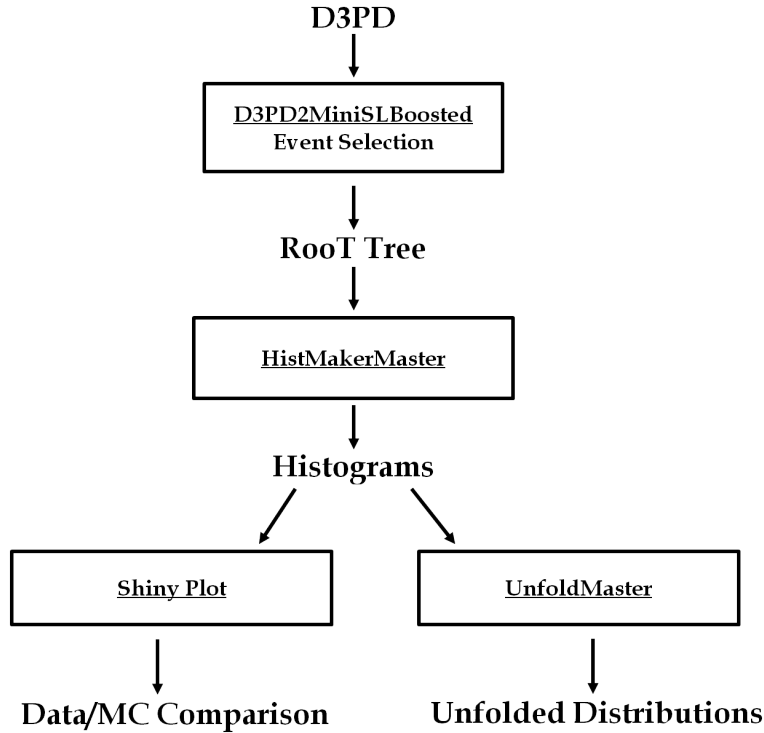 D3PD
D3PD2MiniSLBoosted
Event Selection
RooT Tree
HistMakerMaster
Histograms
Shiny Plot
UnfoldMaster
Data/MC Comparison
Unfolded Distributions